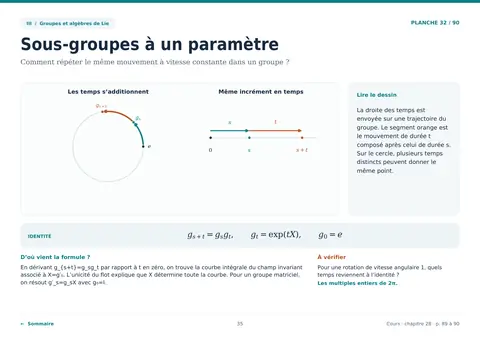 III / Groupes et algèbres de Lie
PLANCHE 32 / 90
Sous-groupes à un paramètre
Comment répéter le même mouvement à vitesse constante dans un groupe ?
Les temps s'additionnent
Même incrément en temps
g_{s+t}
g_s
e
s
t
0
s
s + t
Lire le dessin
La droite des temps est
envoyée sur une trajectoire du
groupe. Le segment orange est
le mouvement de durée t
composé après celui de durée s.
Sur le cercle, plusieurs temps
distincts peuvent donner le
même point.
IDENTITÉ
g_{s+t} = g_s g_t, g_t = exp(tX), g_0 = e
D'où vient la formule ?
En dérivant g_{s+t}=g_sg_t par rapport à t en zéro, on trouve la courbe intégrale du champ invariant
associé à X=g'₀. L'unicité du flot explique que X détermine toute la courbe. Pour un groupe matriciel,
on résout g'_s=g_sX avec g₀=I.
À vérifier
Pour une rotation de vitesse angulaire 1, quels
temps reviennent à l'identité ?
Les multiples entiers de 2π.
← Sommaire
35
Cours · chapitre 28 · p. 89 à 90